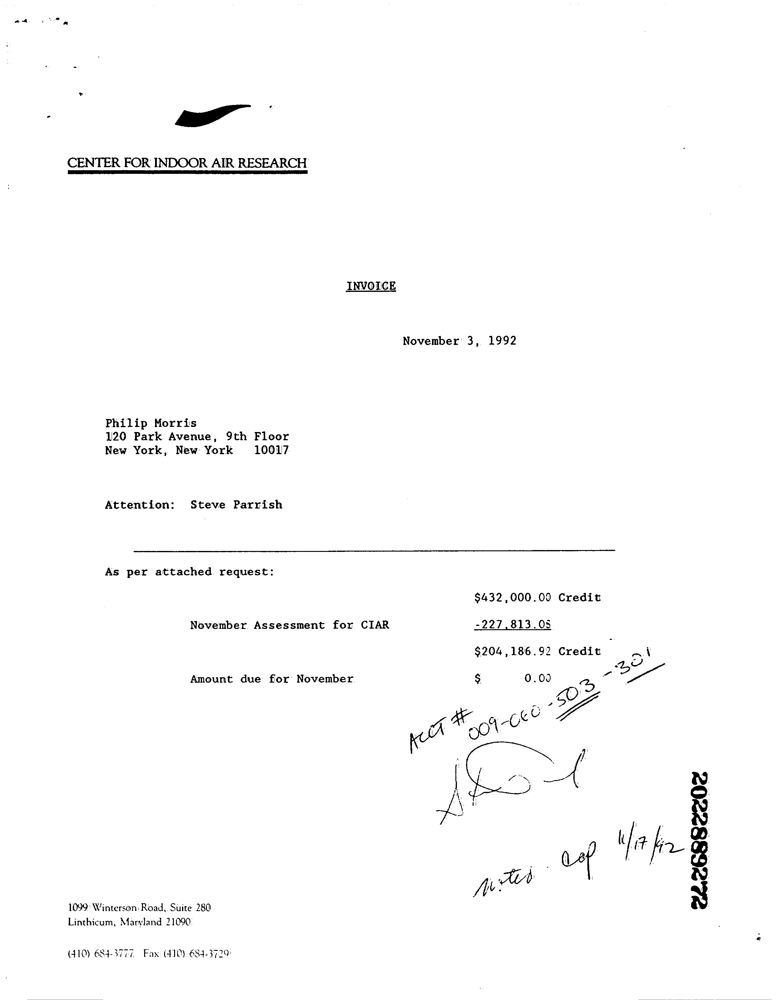 CENTER FOR INDOOR AIR RESEARCH
INVOICE
November 3, 1992
Philip Morris
120 Park Avenue, 9th Floor
New York, New York 10017
Attention: Steve Parrish
As per attached request:
$432,000.00 Credit
November Assessment for CIAR -227,813.08
$204,186.92 Credit
Amount due for November $ 0.00
ACCT # 009-060-503-301
Noted 11/17/92
2022889272
1099 Winterson Road, Suite 280
Linthicum, Maryland 21090
(410) 684-3777 Fax (410) 684-3729